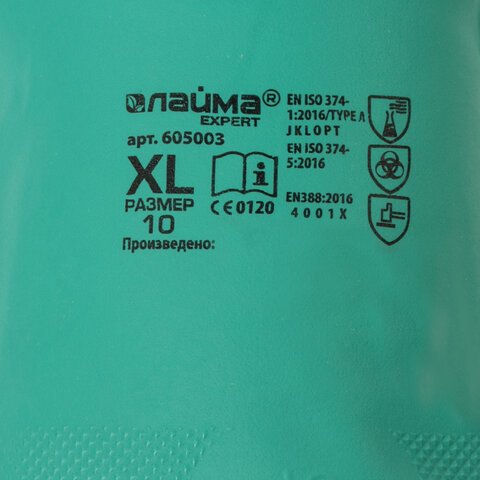 лайма®
EXPERT
арт. 605003
XL
РАЗМЕР
10
Произведено:
i
CE 0120
EN ISO 374-
1:2016/TYPE A
JKLOPT
EN ISO 374-
5:2016
EN388:2016
4001X